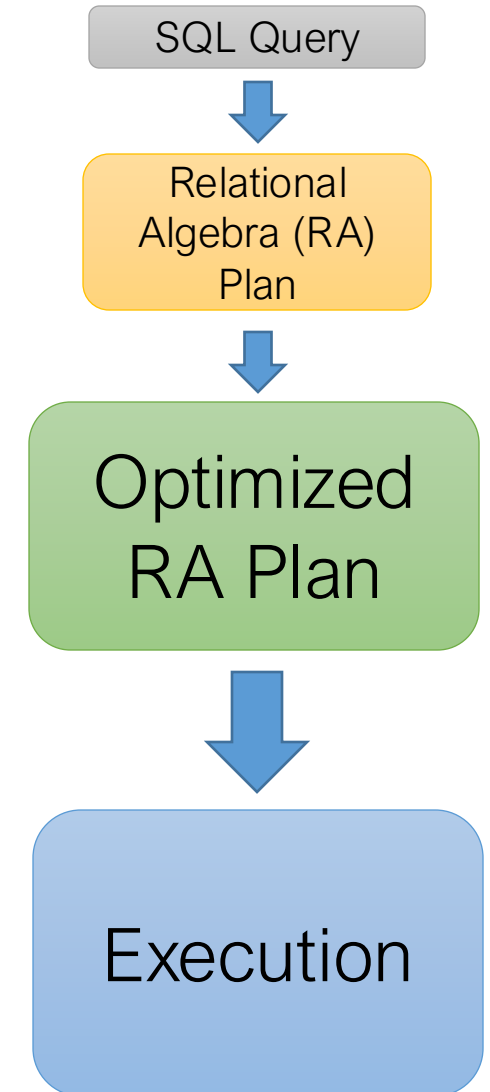 SQL Query
Relational
Algebra (RA)
Plan
Optimized
RA Plan
Execution